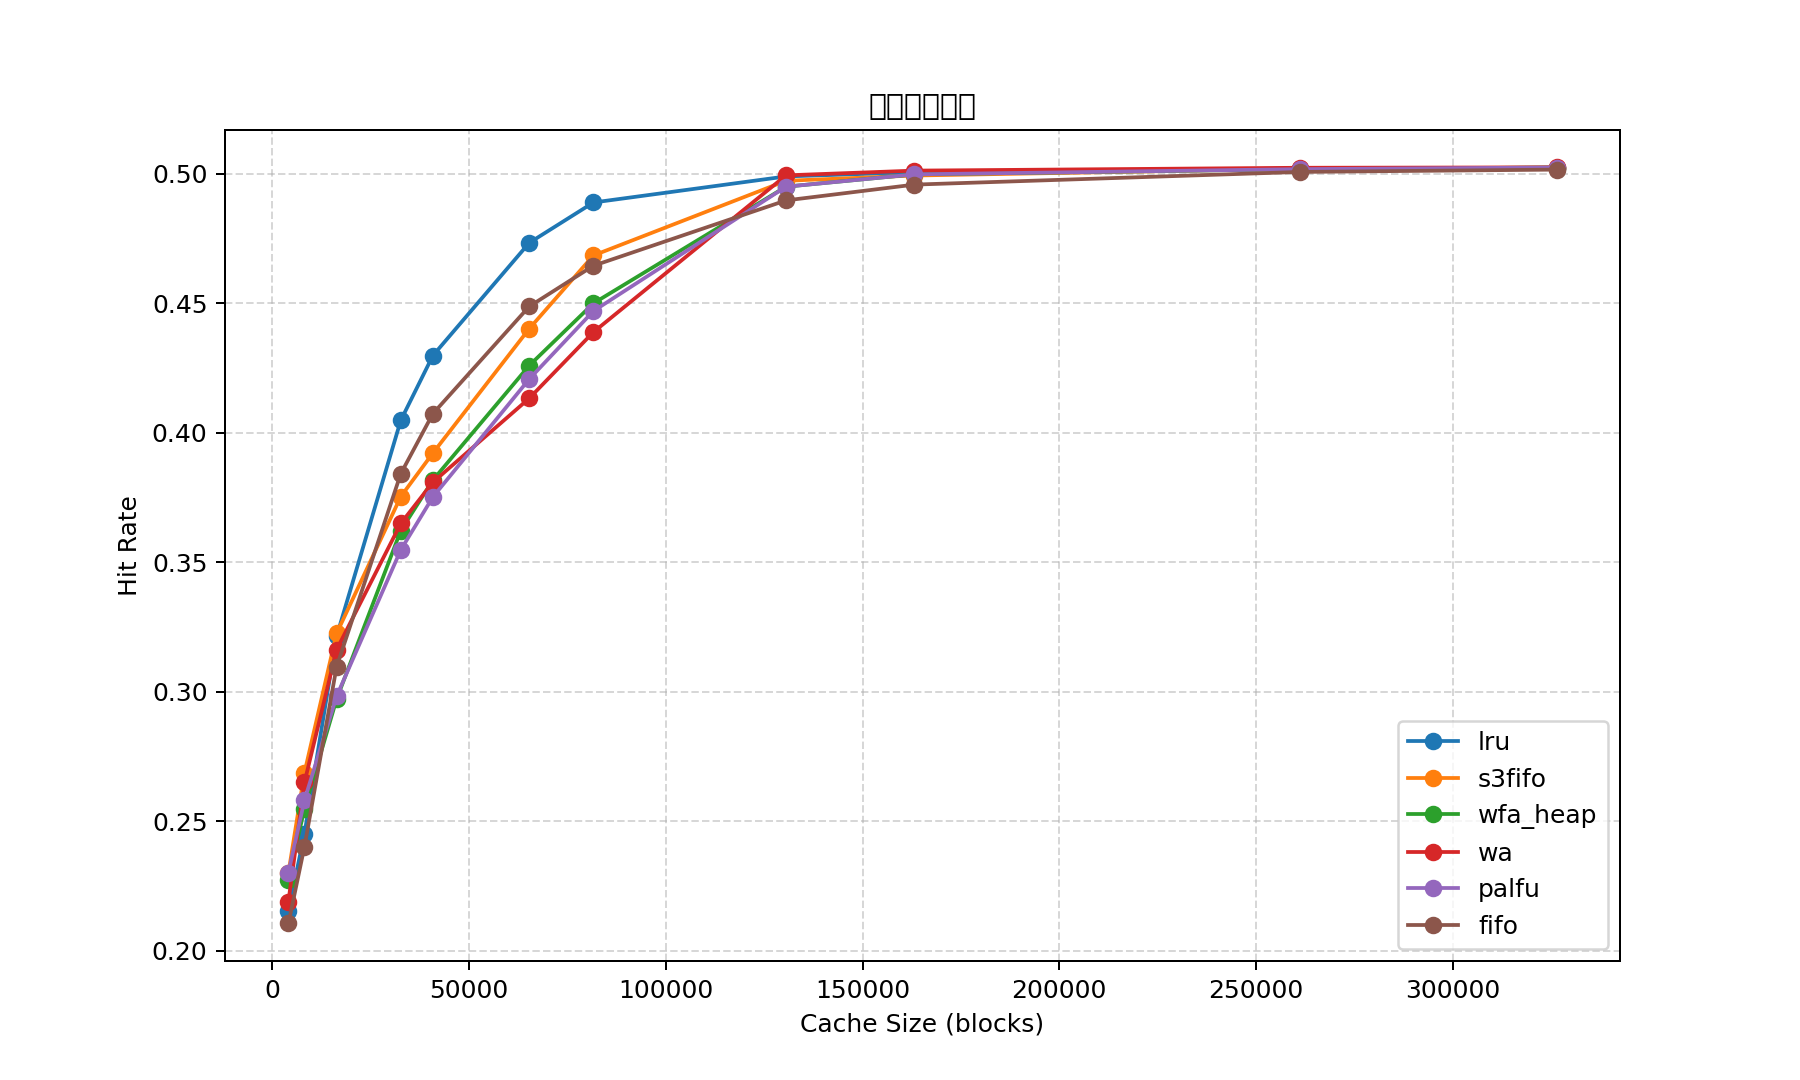 0.50
0.45
0.40
0.35
0.30
0.25
0.20
Hit Rate
0 50000 100000 150000 200000 250000 300000
Cache Size (blocks)
lru
s3fifo
wfa_heap
wa
palfu
fifo